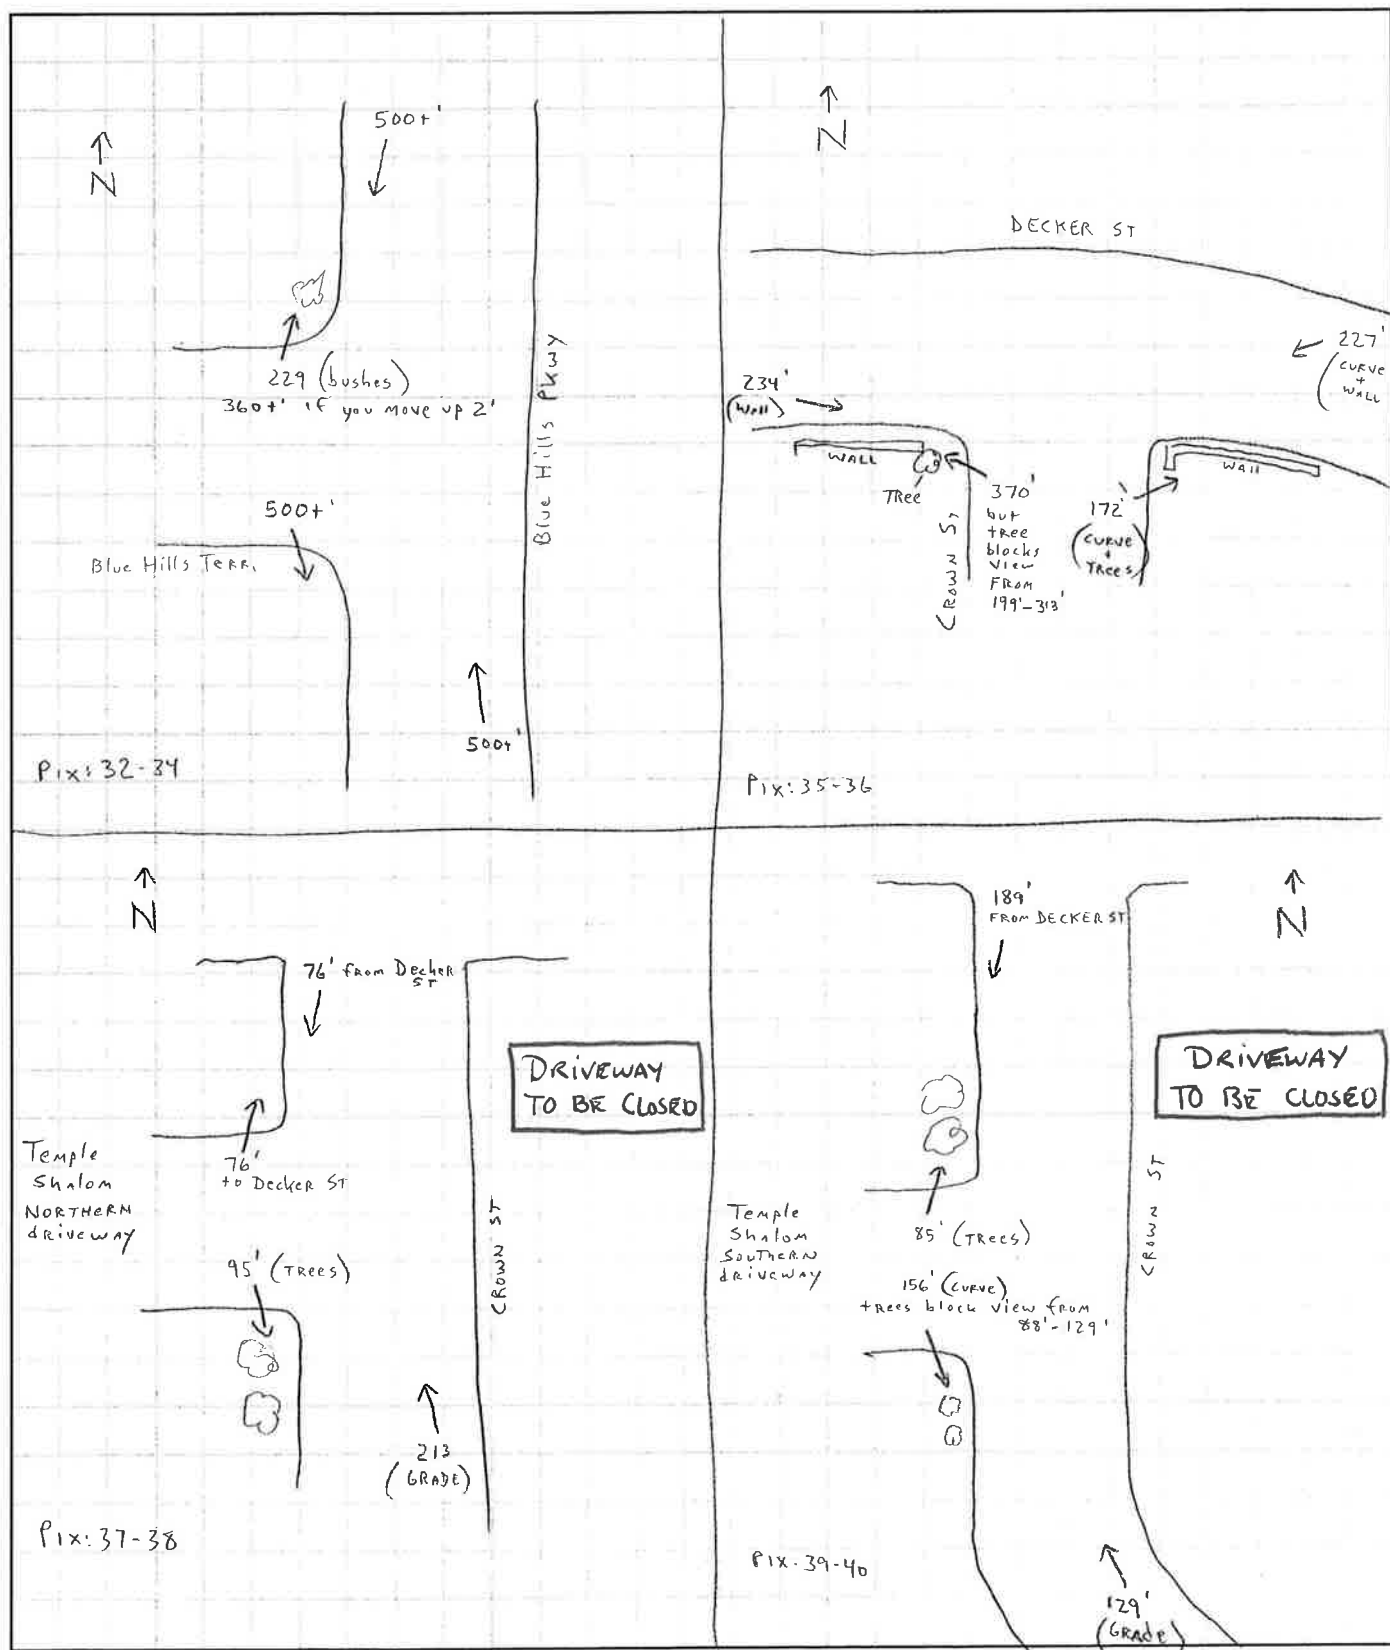 N
500+'
229 (bushes)
360+' if you move up 2'
500+'
Blue Hills Terr.
Blue Hills Pkwy
500+'
Pix: 32-34
N
DECKER ST
227'
(CURVE
+
WALL)
234'
(Wall)
WALL
TRee
CROWN ST
370'
but
tree
blocks
view
FROM
199'-313'
172'
(CURVE
+
TRees)
Wall
Pix: 35-36
N
76' from Decker
ST
DRIVEWAY
TO BE CLOSED
76'
to Decker ST
Temple
Shalom
NORTHERN
driveway
95' (TREES)
CROWN ST
213
(GRADE)
Pix: 37-38
N
189'
FROM DECKER ST
DRIVEWAY
TO BE CLOSED
85' (TREES)
Temple
Shalom
SOUTHERN
driveway
156' (CURVE)
trees block view from
88'-129'
CROWN ST
129'
(GRADE)
Pix. 39-40